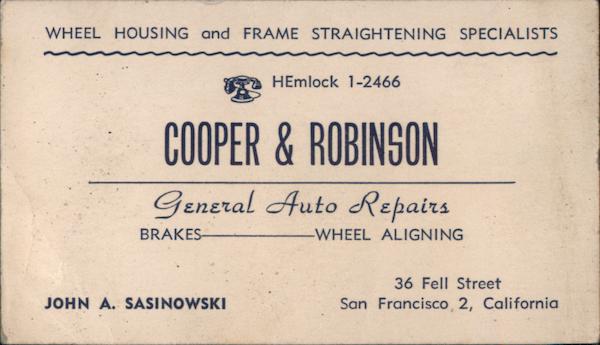 WHEEL HOUSING and FRAME STRAIGHTENING SPECIALISTS
HEmlock 1-2466
COOPER & ROBINSON
General Auto Repairs
BRAKES————WHEEL ALIGNING
36 Fell Street
JOHN A. SASINOWSKI San Francisco 2, California